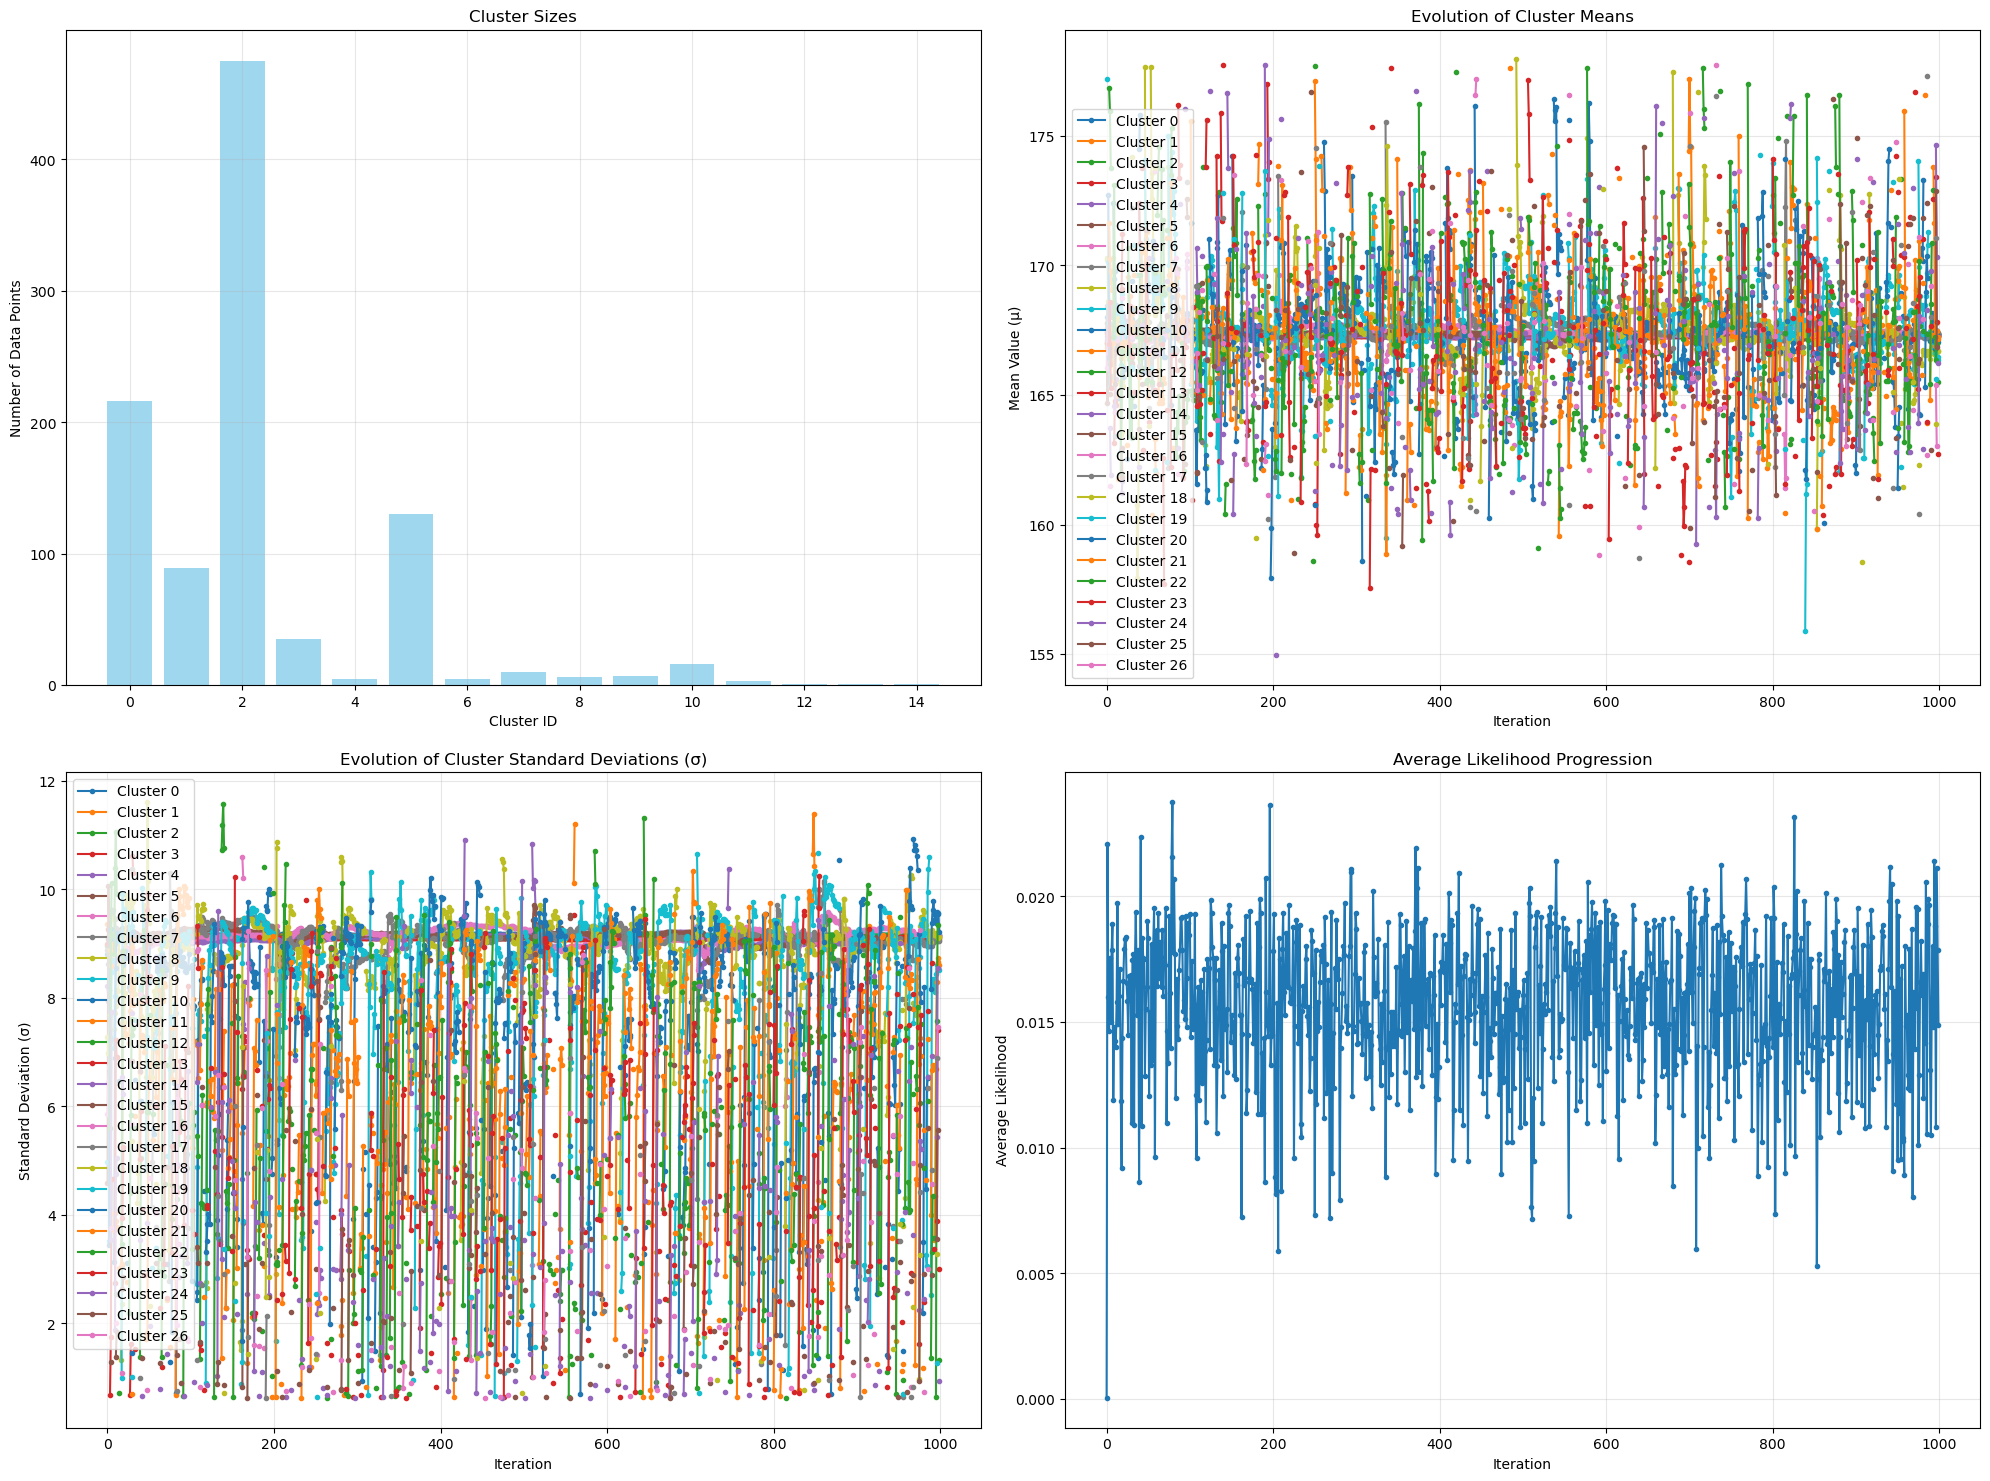 Cluster Sizes
Number of Data Points
400
300
200
100
0
0
2
4
6
8
10
12
14
Cluster ID
Evolution of Cluster Means
Mean Value (μ)
175
170
165
160
155
Cluster 0
Cluster 1
Cluster 2
Cluster 3
Cluster 4
Cluster 5
Cluster 6
Cluster 7
Cluster 8
Cluster 9
Cluster 10
Cluster 11
Cluster 12
Cluster 13
Cluster 14
Cluster 15
Cluster 16
Cluster 17
Cluster 18
Cluster 19
Cluster 20
Cluster 21
Cluster 22
Cluster 23
Cluster 24
Cluster 25
Cluster 26
0
200
400
600
800
1000
Iteration
Evolution of Cluster Standard Deviations (σ)
Standard Deviation (σ)
12
10
8
6
4
2
Cluster 0
Cluster 1
Cluster 2
Cluster 3
Cluster 4
Cluster 5
Cluster 6
Cluster 7
Cluster 8
Cluster 9
Cluster 10
Cluster 11
Cluster 12
Cluster 13
Cluster 14
Cluster 15
Cluster 16
Cluster 17
Cluster 18
Cluster 19
Cluster 20
Cluster 21
Cluster 22
Cluster 23
Cluster 24
Cluster 25
Cluster 26
0
200
400
600
800
1000
Iteration
Average Likelihood Progression
Average Likelihood
0.020
0.015
0.010
0.005
0.000
0
200
400
600
800
1000
Iteration